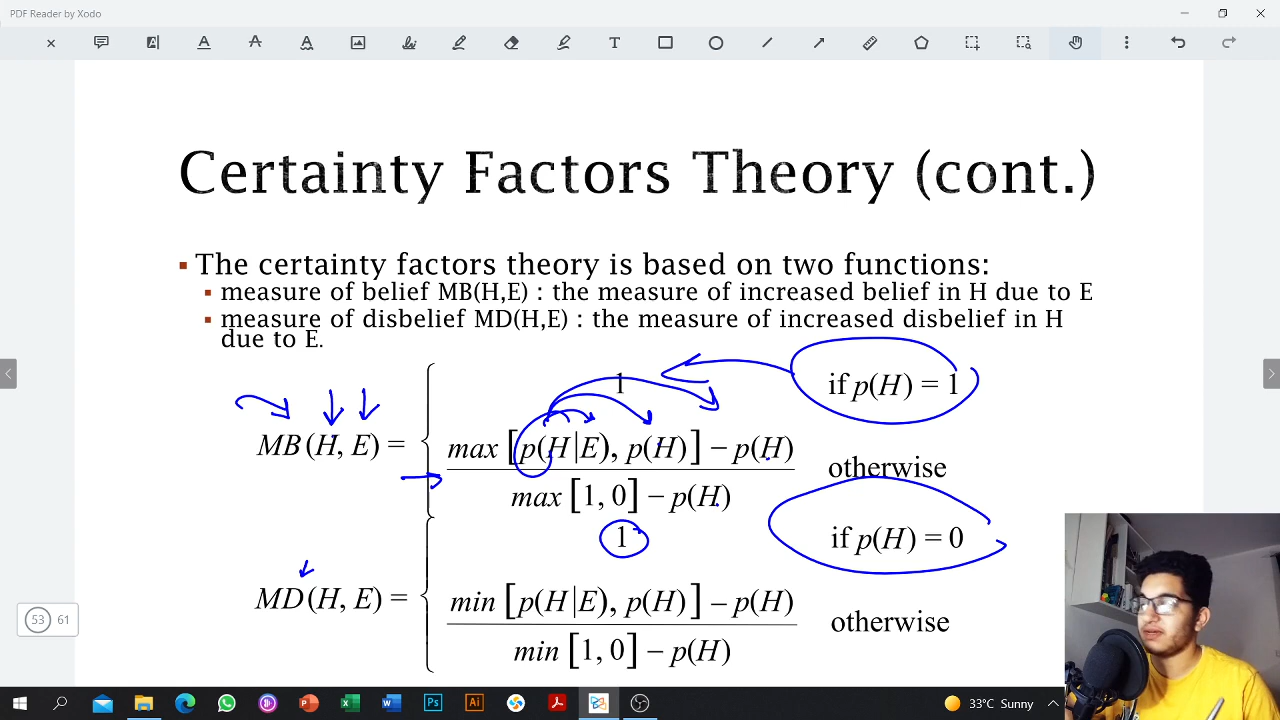 PDF Reader by Xodo
Certainty Factors Theory (cont.)
▪ The certainty factors theory is based on two functions:
▪ measure of belief MB(H,E) : the measure of increased belief in H due to E
▪ measure of disbelief MD(H,E) : the measure of increased disbelief in H
due to E.
1 if p(H) = 1
MB(H, E) = max [p(H|E), p(H)] − p(H) otherwise
max [1, 0] − p(H)
1 if p(H) = 0
MD(H, E) = min [p(H|E), p(H)] − p(H) otherwise
min [1, 0] − p(H)
53 61
33°C Sunny